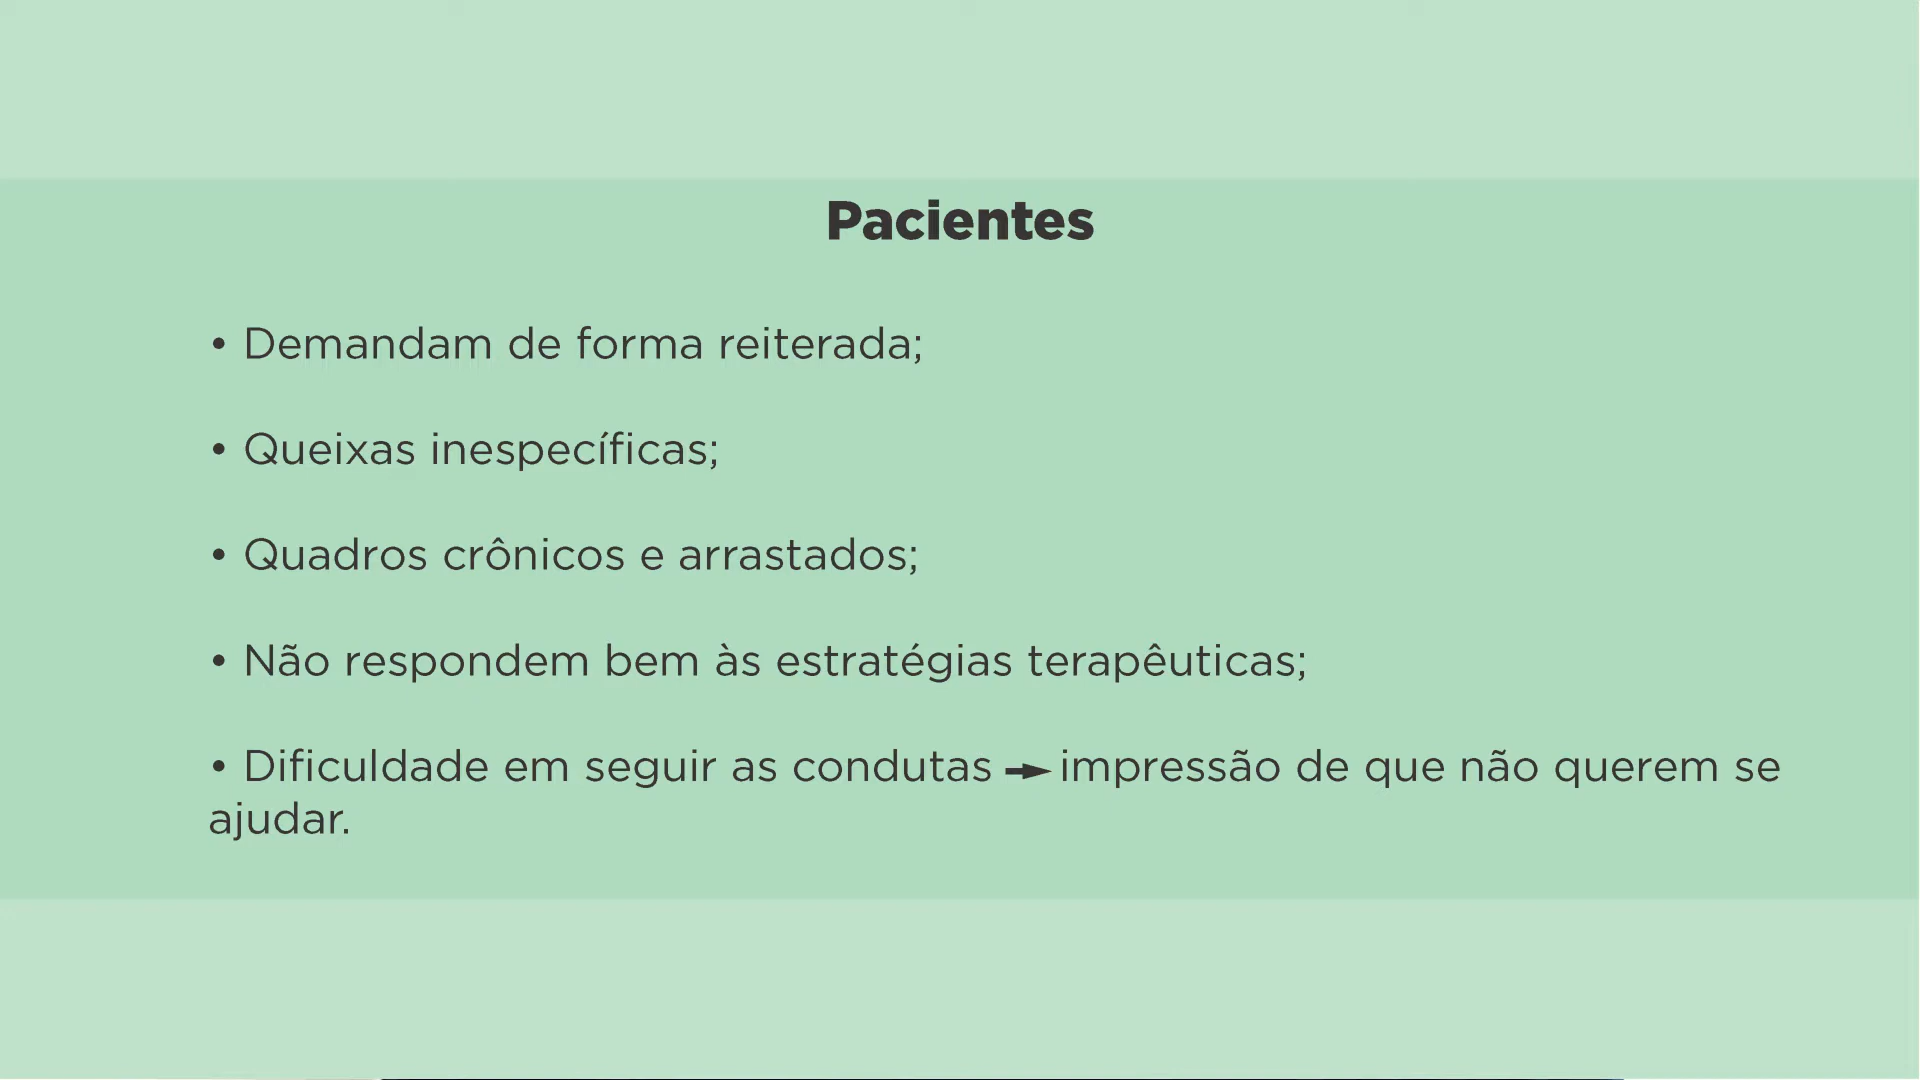 Pacientes
• Demandam de forma reiterada;
• Queixas inespecíficas;
• Quadros crônicos e arrastados;
• Não respondem bem às estratégias terapêuticas;
• Dificuldade em seguir as condutas → impressão de que não querem se
ajudar.